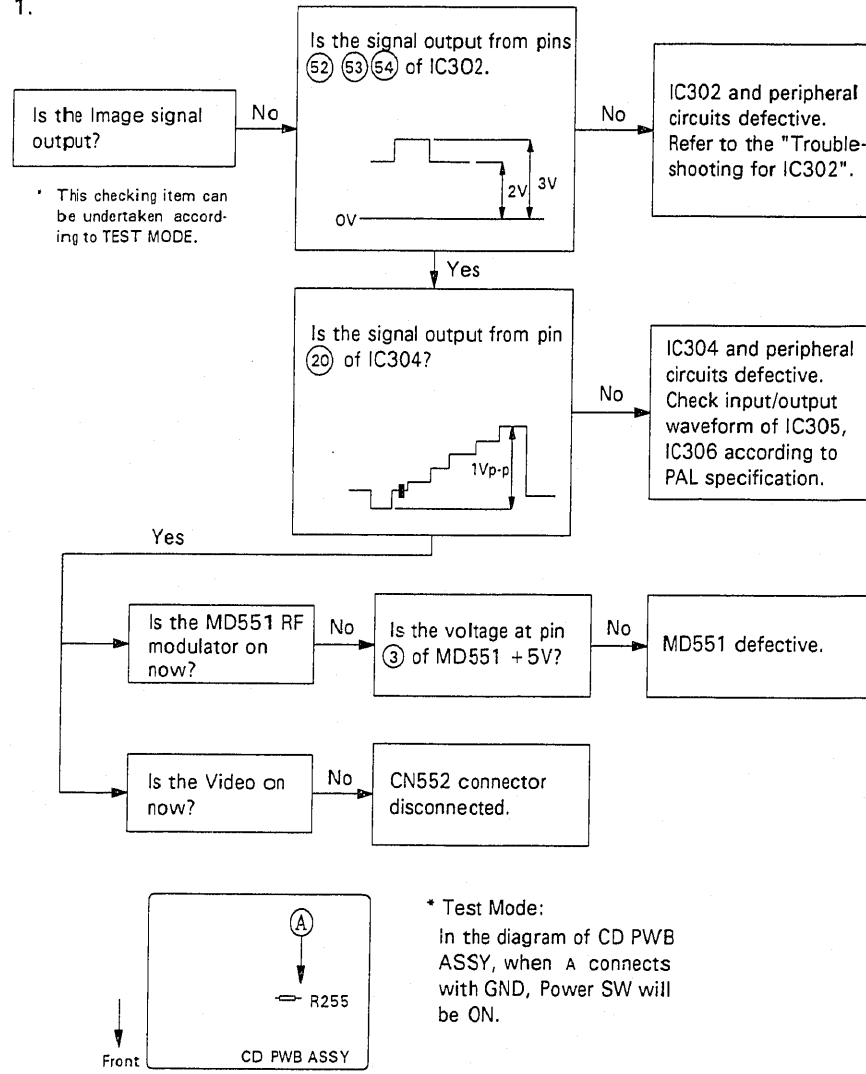 1.
Is the Image signal
output?
No
* This checking item can
be undertaken accord-
ing to TEST MODE.
Is the signal output from pins
52 53 54 of IC302.
2V
3V
0V
No
IC302 and peripheral
circuits defective.
Refer to the "Trouble-
shooting for IC302".
Yes
Is the signal output from pin
20 of IC304?
1Vp-p
No
IC304 and peripheral
circuits defective.
Check input/output
waveform of IC305,
IC306 according to
PAL specification.
Yes
Is the MD551 RF
modulator on
now?
No
Is the voltage at pin
3 of MD551 +5V?
No
MD551 defective.
Is the Video on
now?
No
CN552 connector
disconnected.
A
R255
Front
CD PWB ASSY
* Test Mode:
In the diagram of CD PWB
ASSY, when A connects
with GND, Power SW will
be ON.